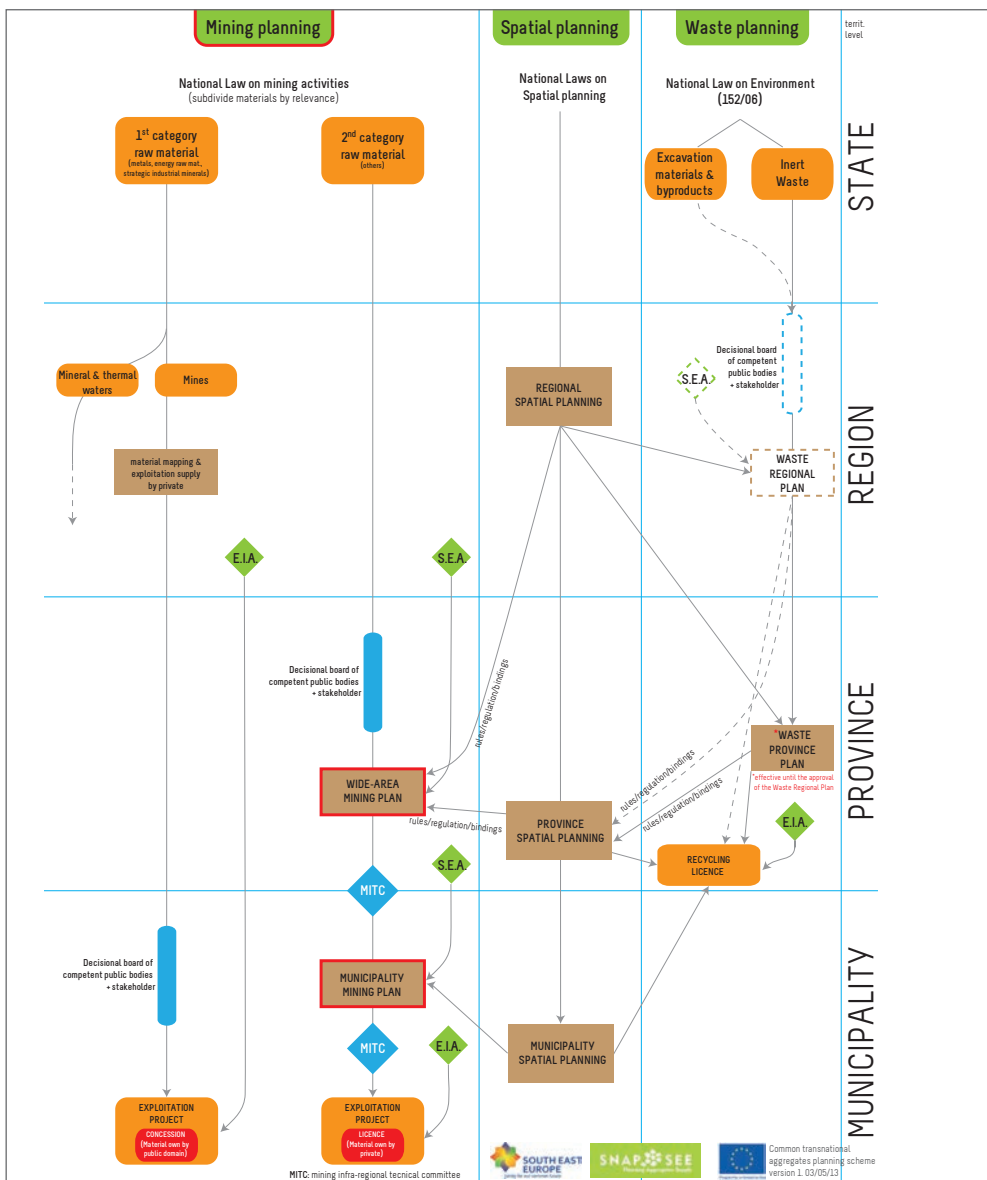 Mining planning
Spatial planning
Waste planning
territ.
level
National Law on mining activities
(subdivide materials by relevance)
National Laws on
Spatial planning
National Law on Environment
(152/06)
1st category
raw material
(metals, energy raw mat,
strategic industrial minerals)
2nd category
raw material
(others)
Excavation
materials &
byproducts
Inert
Waste
STATE
Mineral & thermal
waters
Mines
material mapping &
exploitation supply
by private
E.I.A.
S.E.A.
REGIONAL
SPATIAL PLANNING
S.E.A.
Decisional board
of competent
public bodies
+ stakeholder
WASTE
REGIONAL
PLAN
REGION
Decisional board of
competent public bodies
+ stakeholder
rules/regulation/bindings
WIDE-AREA
MINING PLAN
rules/regulation/bindings
PROVINCE
SPATIAL PLANNING
rules/regulation/bindings
rules/regulation/bindings
*WASTE
PROVINCE
PLAN
*effective until the approval
of the Waste Regional Plan
E.I.A.
RECYCLING
LICENCE
S.E.A.
MITC
PROVINCE
Decisional board of
competent public bodies
+ stakeholder
MUNICIPALITY
MINING PLAN
MITC
E.I.A.
MUNICIPALITY
SPATIAL PLANNING
EXPLOITATION
PROJECT
CONCESSION
(Material own by
public domain)
EXPLOITATION
PROJECT
LICENCE
(Material own by
private)
MUNICIPALITY
MITC: mining infra-regional tecnical committee
SOUTH EAST
EUROPE
SNAP SEE
Common transnational
aggregates planning scheme
version 1. 03/05/13